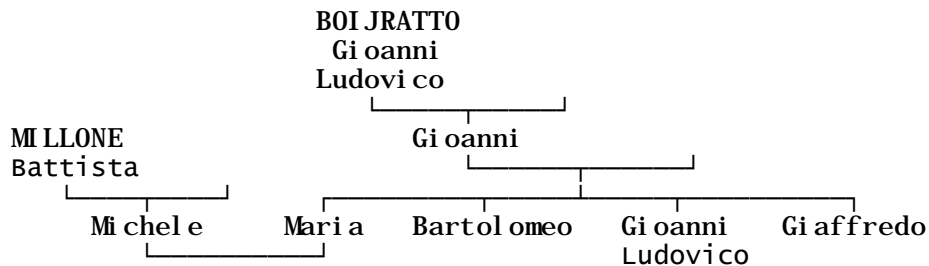 BOIJRATTO
Gioanni
Ludovico
MILLONE
Gioanni
Battista
Michele Maria Bartolomeo Gioanni Giaffredo
Ludovico